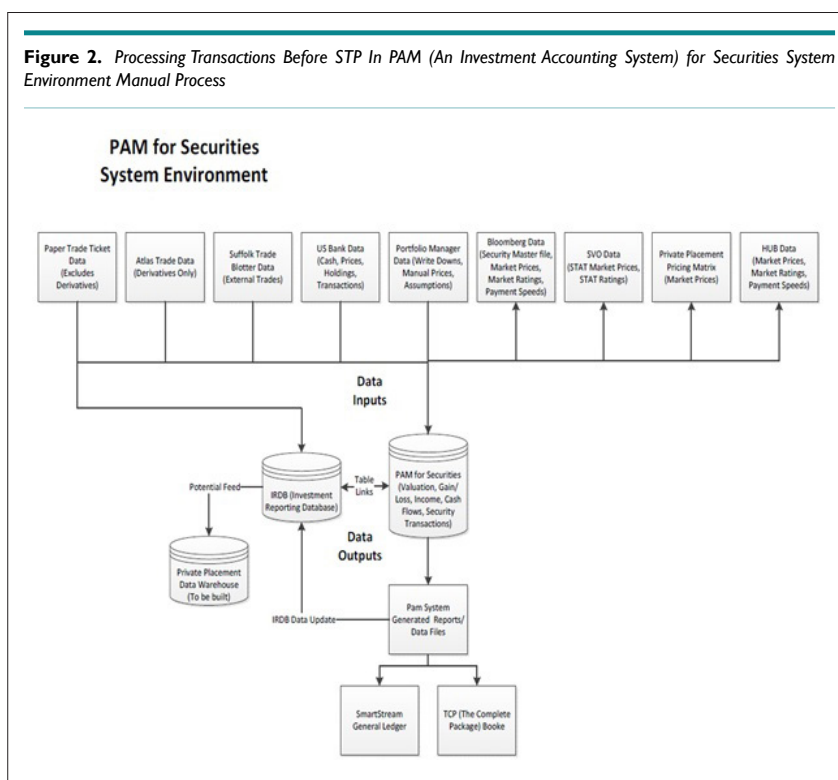 Figure 2. Processing Transactions Before STP In PAM (An Investment Accounting System) for Securities System
Environment Manual Process
PAM for Securities
System Environment
Paper Trade Ticket
Data
(Excludes
Derivatives)
Atlas Trade Data
(Derivatives Only)
Suffolk Trade
Blotter Data
(External Trades)
US Bank Data
(Cash, Prices,
Holdings,
Transactions)
Portfolio Manager
Data (Write Downs,
Manual Prices,
Assumptions)
Bloomberg Data
(Security Master file,
Market Prices,
Market Ratings,
Payment Speeds)
SVO Data
(STAT Market Prices,
STAT Ratings)
Private Placement
Pricing Matrix
(Market Prices)
HUB Data
(Market Prices,
Market Ratings,
Payment Speeds)
Data
Inputs
Potential Feed
IRDB (Investment
Reporting Database)
Table
Links
PAM for Securities
(Valuation, Gain/
Loss, Income, Cash
Flows, Security
Transactions)
Data
Outputs
Private Placement
Data Warehouse
(To be built)
IRDB Data Update
Pam System
Generated Reports/
Data Files
SmartStream
General Ledger
TCP (The Complete
Package) Booke